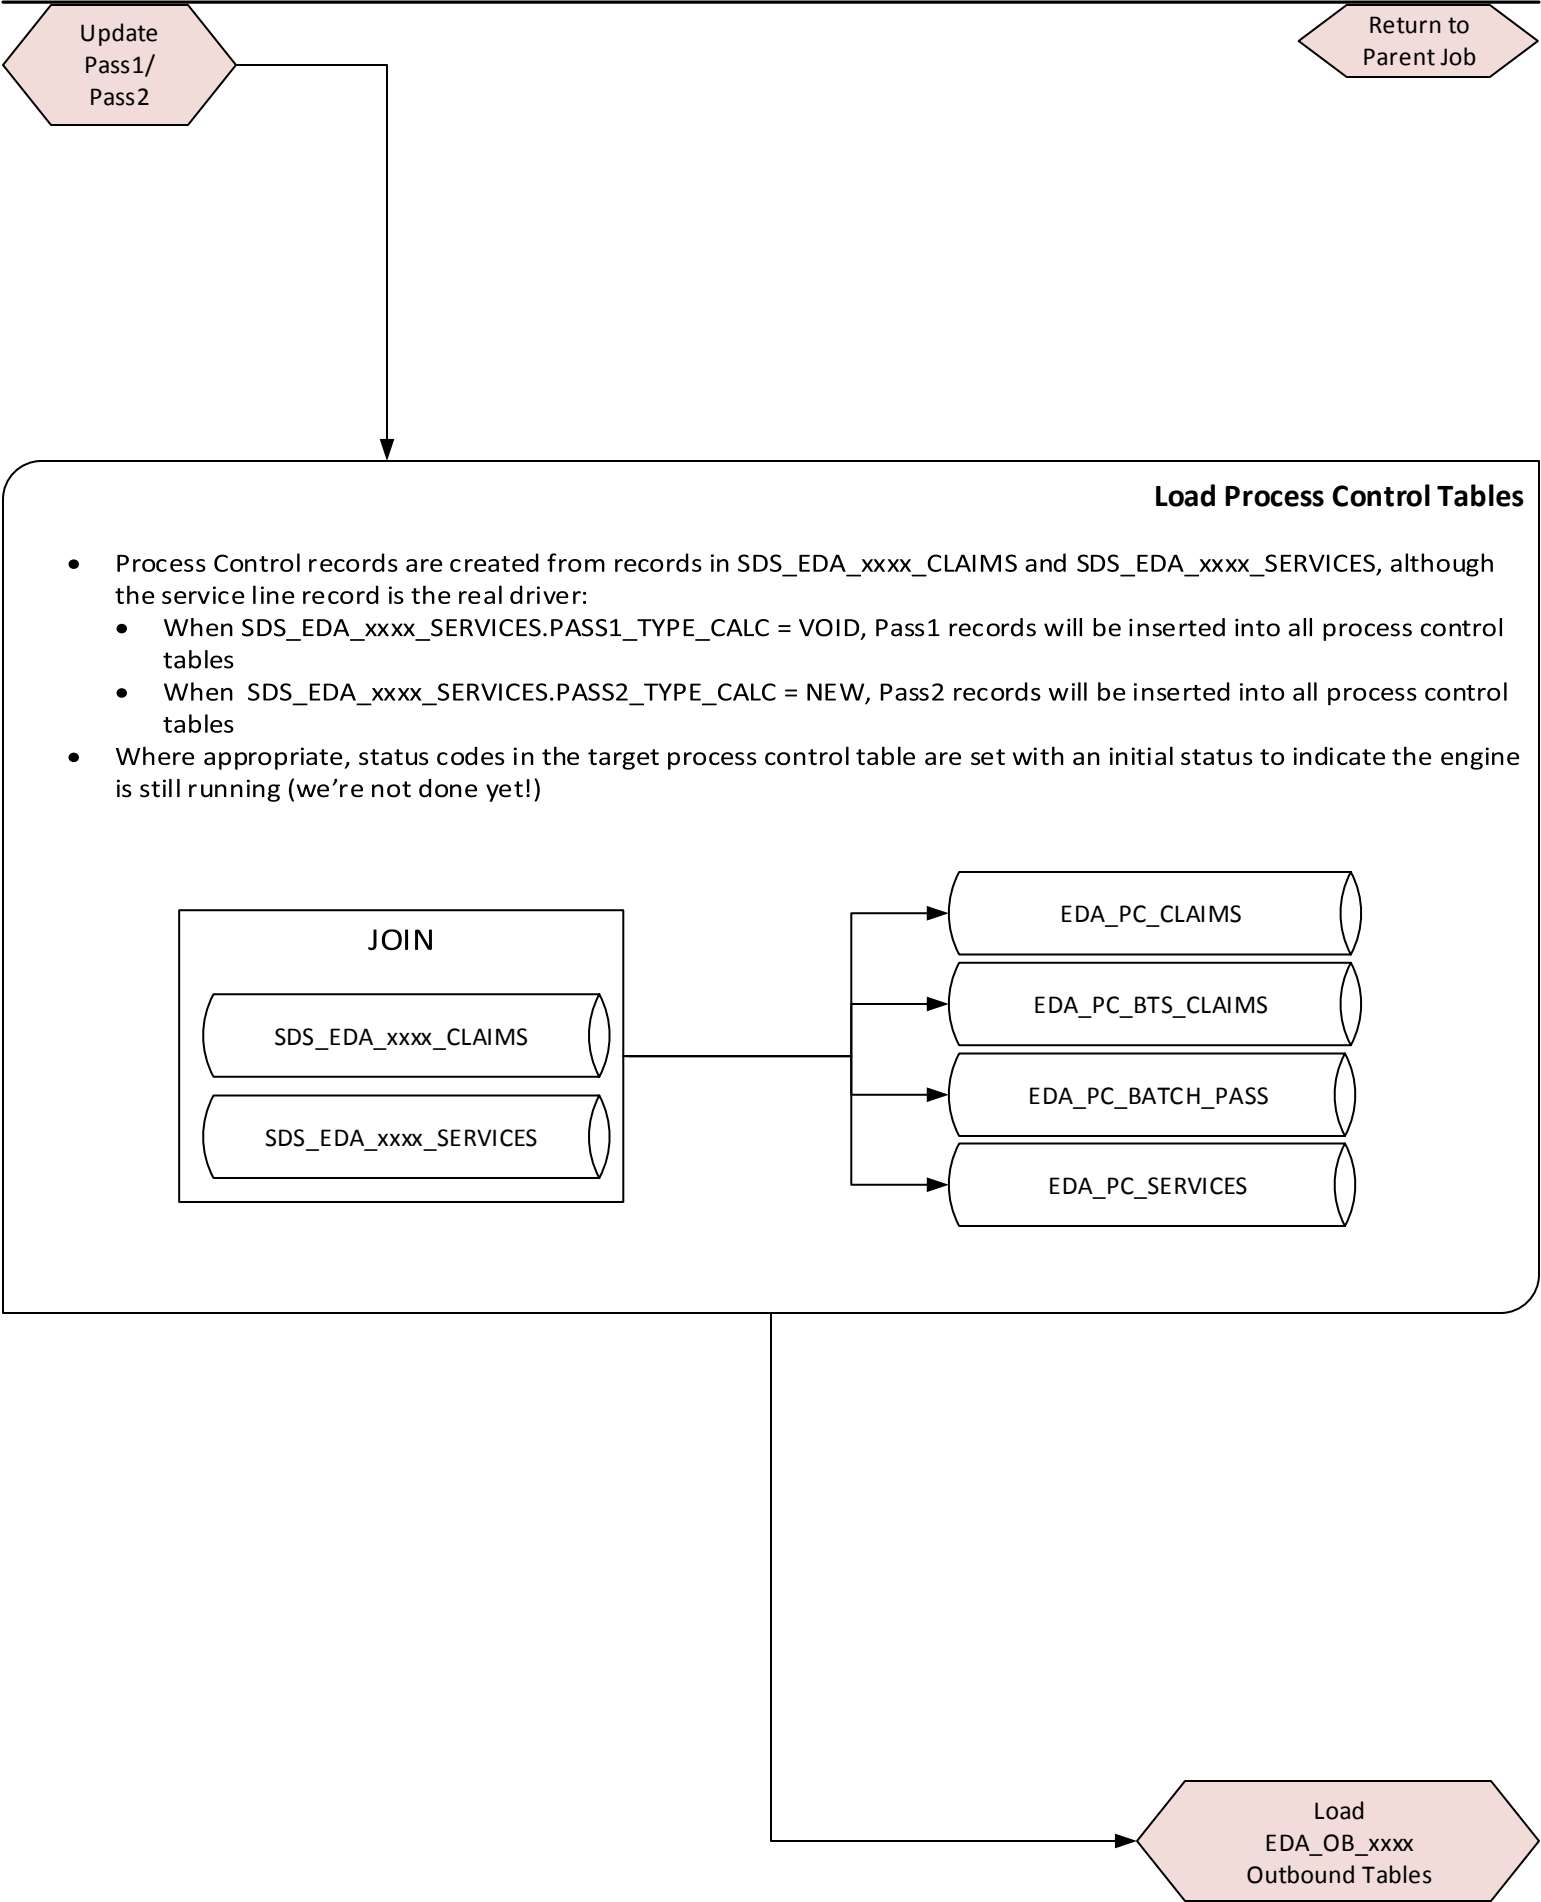 Update
Pass1/
Pass2
Return to
Parent Job
Load Process Control Tables
• Process Control records are created from records in SDS_EDA_xxxx_CLAIMS and SDS_EDA_xxxx_SERVICES, although
the service line record is the real driver:
• When SDS_EDA_xxxx_SERVICES.PASS1_TYPE_CALC = VOID, Pass1 records will be inserted into all process control
tables
• When SDS_EDA_xxxx_SERVICES.PASS2_TYPE_CALC = NEW, Pass2 records will be inserted into all process control
tables
• Where appropriate, status codes in the target process control table are set with an initial status to indicate the engine
is still running (we’re not done yet!)
JOIN
SDS_EDA_xxxx_CLAIMS
SDS_EDA_xxxx_SERVICES
EDA_PC_CLAIMS
EDA_PC_BTS_CLAIMS
EDA_PC_BATCH_PASS
EDA_PC_SERVICES
Load
EDA_OB_xxxx
Outbound Tables